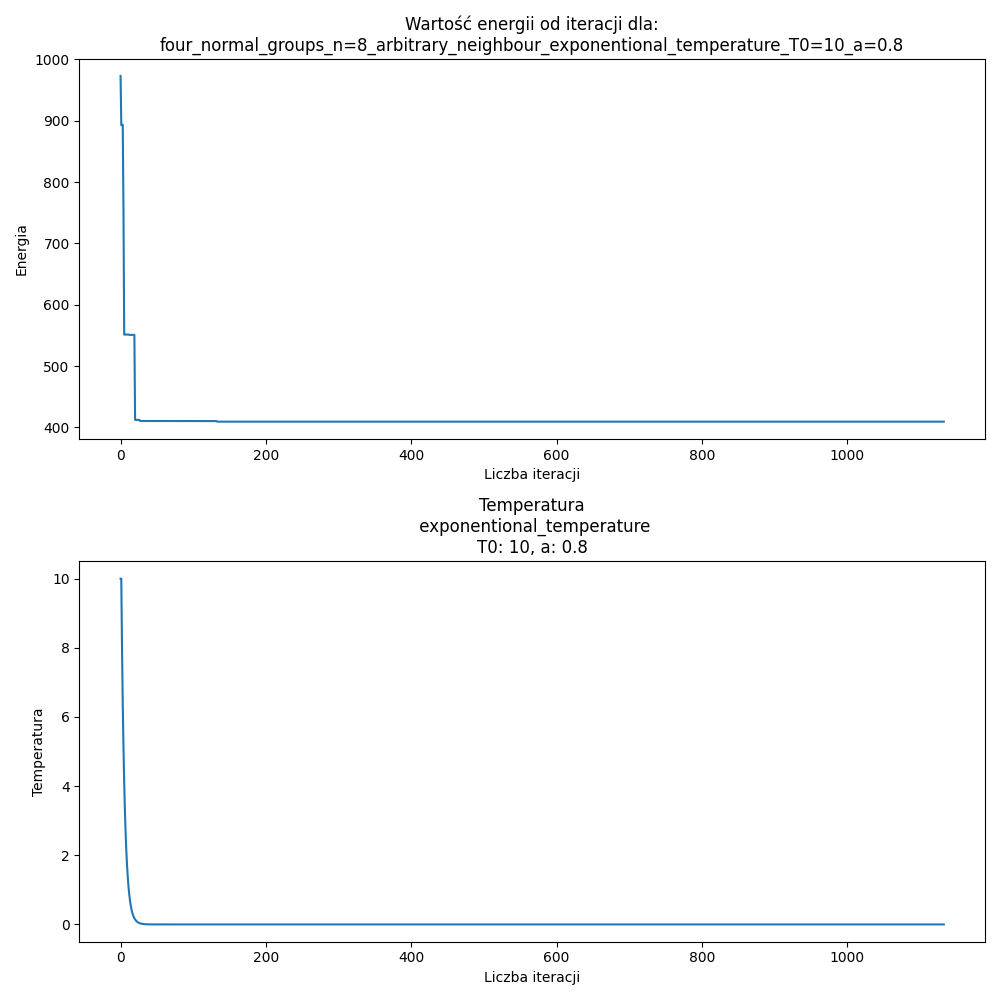 Wartość energii od iteracji dla:
four_normal_groups_n=8_arbitrary_neighbour_exponentional_temperature_T0=10_a=0.8
1000
900
800
700
600
500
400
Energia
0 200 400 600 800 1000
Liczba iteracji
Temperatura
exponentional_temperature
T0: 10, a: 0.8
10
8
6
4
2
0
Temperatura
0 200 400 600 800 1000
Liczba iteracji